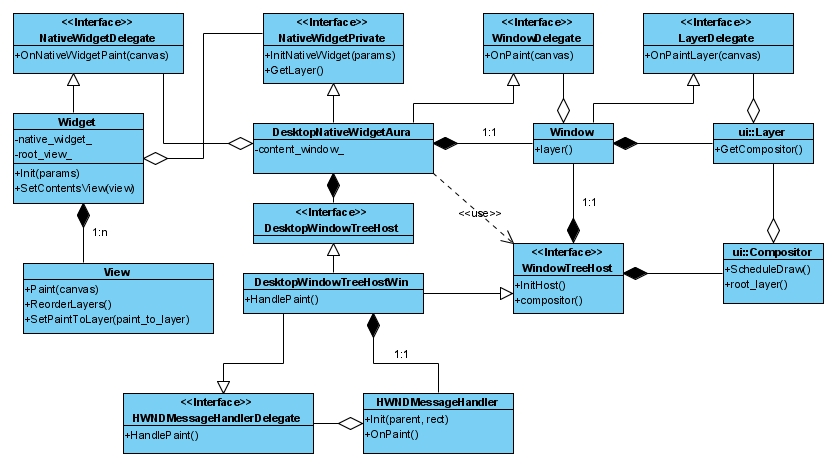 <<Interface>>
NativeWidgetDelegate
+OnNativeWidgetPaint(canvas)
<<Interface>>
NativeWidgetPrivate
+InitNativeWidget(params)
+GetLayer()
<<Interface>>
WindowDelegate
+OnPaint(canvas)
<<Interface>>
LayerDelegate
+OnPaintLayer(canvas)
Widget
-native_widget_
-root_view_
+Init(params)
+SetContentsView(view)
DesktopNativeWidgetAura
-content_window_
1:1
Window
+layer()
ui::Layer
+GetCompositor()
1:n
<<Interface>>
DesktopWindowTreeHost
<<use>>
1:1
View
+Paint(canvas)
+ReorderLayers()
+SetPaintToLayer(paint_to_layer)
DesktopWindowTreeHostWin
+HandlePaint()
<<Interface>>
WindowTreeHost
+InitHost()
+compositor()
ui::Compositor
+ScheduleDraw()
+root_layer()
1:1
<<Interface>>
HWNDMessageHandlerDelegate
+HandlePaint()
HWNDMessageHandler
+Init(parent, rect)
+OnPaint()